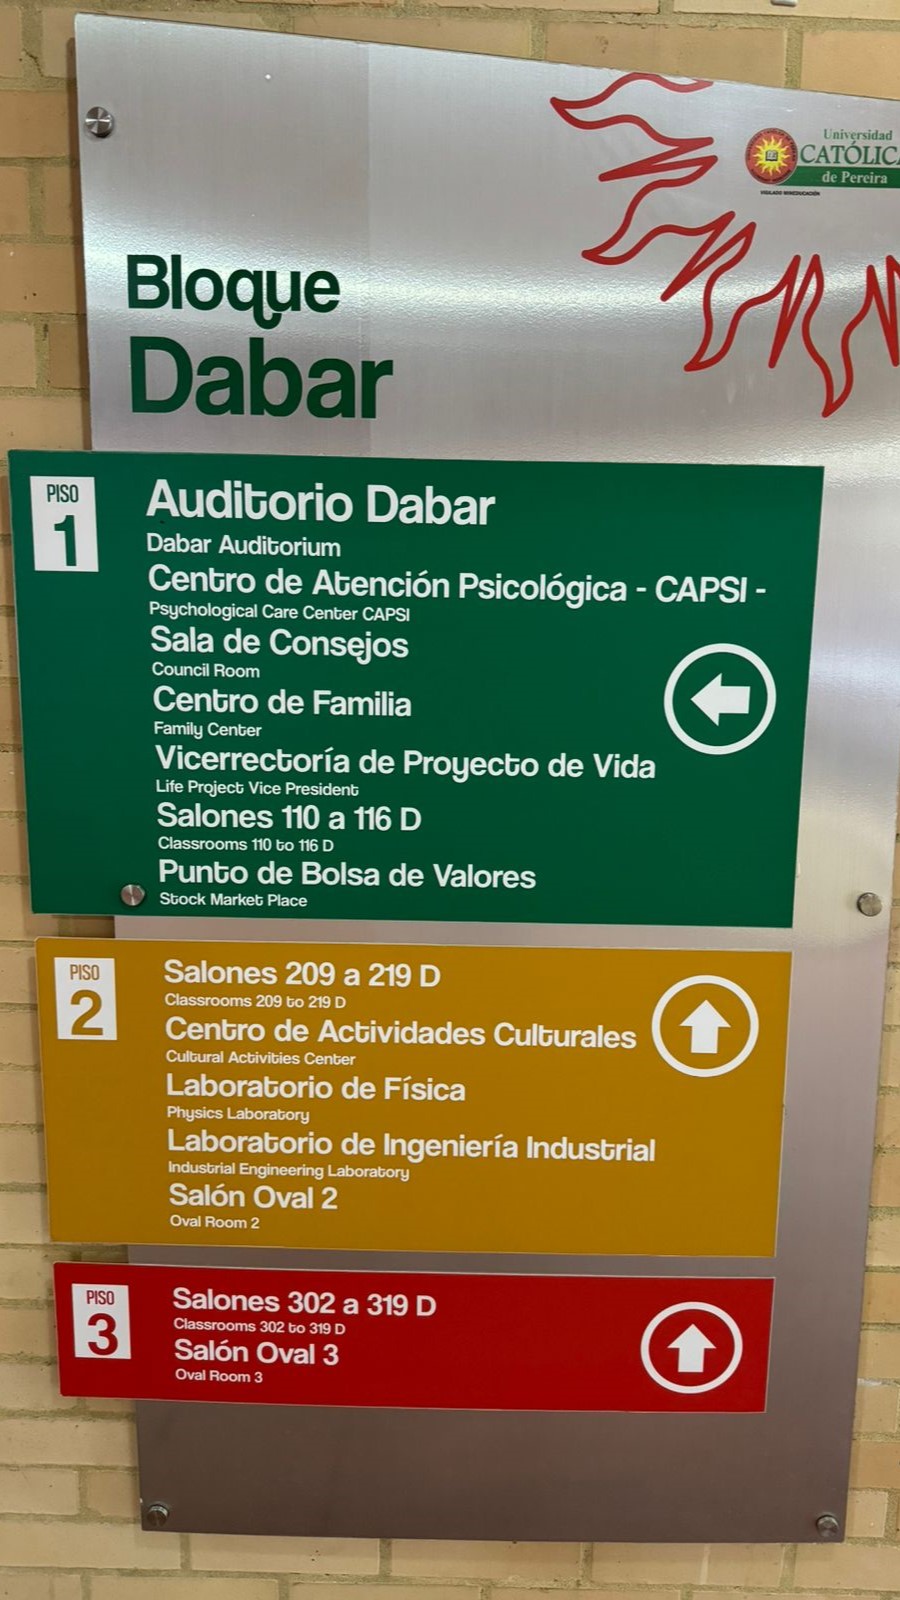 Universidad
CATÓLICA
de Pereira
VIGILADO MINEDUCACIÓN
Bloque
Dabar
PISO
1
Auditorio Dabar
Dabar Auditorium
Centro de Atención Psicológica - CAPSI -
Psychological Care Center CAPSI
Sala de Consejos
Council Room
Centro de Familia
Family Center
Vicerrectoría de Proyecto de Vida
Life Project Vice President
Salones 110 a 116 D
Classrooms 110 to 116 D
Punto de Bolsa de Valores
Stock Market Place
PISO
2
Salones 209 a 219 D
Classrooms 209 to 219 D
Centro de Actividades Culturales
Cultural Activities Center
Laboratorio de Física
Physics Laboratory
Laboratorio de Ingeniería Industrial
Industrial Engineering Laboratory
Salón Oval 2
Oval Room 2
PISO
3
Salones 302 a 319 D
Classrooms 302 to 319 D
Salón Oval 3
Oval Room 3